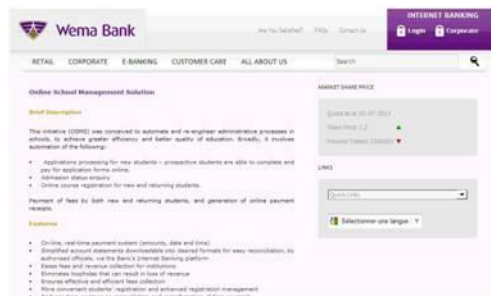 INTERNET BANKING
Wema Bank
Are You Satisfied? FAQs Contact Us
Login Corporate
RETAIL CORPORATE E-BANKING CUSTOMER CARE ALL ABOUT US
Search
Online School Management Solution
Brief Description
This initiative (OSMS) was conceived to automate and re-engineer administrative processes in
schools, to achieve greater efficiency and better quality of education. Broadly, it involves
automation of the following:
• Applications processing for new students - prospective students are able to complete and
pay for application forms online.
• Admission status enquiry
• Online course registration for new and returning students.
Payment of fees by both new and returning students, and generation of online payment
receipts.
Features
• On-line, real-time payment system (amounts, date and time)
• Simplified account statements downloadable into desired formats for easy reconciliation, by
authorised officials, via the Bank's Internet Banking platform
• Eases fees and revenue collection for institutions
• Eliminates loopholes that can result in loss of revenue
• Ensures effective and efficient fees collection
• More convenient students' registration and enhanced registration management
MARKET SHARE PRICE
Share Price: 1.2
Volume Traded:
LINKS
Quick Links
Sélectionner une langue